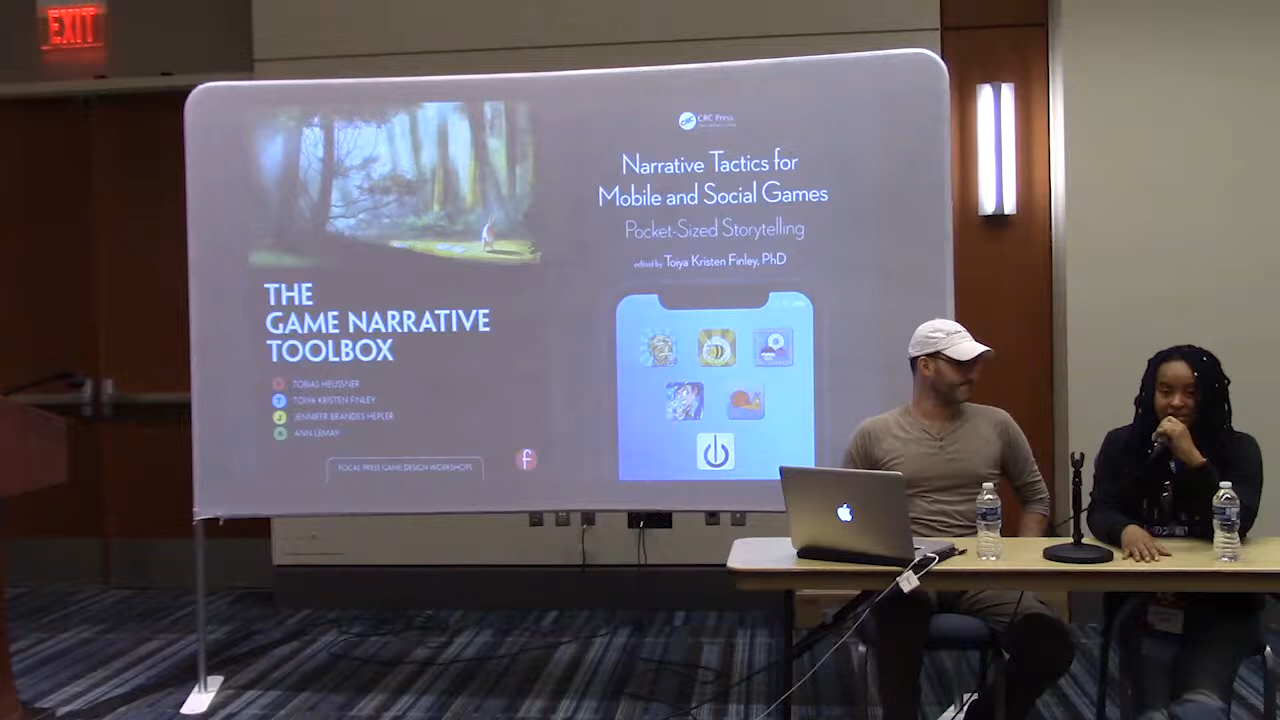 EXIT
THE
GAME NARRATIVE
TOOLBOX
TOBIAS HEUSSNER
TOIYA KRISTEN FINLEY
JENNIFER BRANDES HEPLER
ANN LEMAY
FOCAL PRESS GAME DESIGN WORKSHOPS
f
CRC CRC Press
Narrative Tactics for
Mobile and Social Games
Pocket-Sized Storytelling
edited by Toiya Kristen Finley, PhD